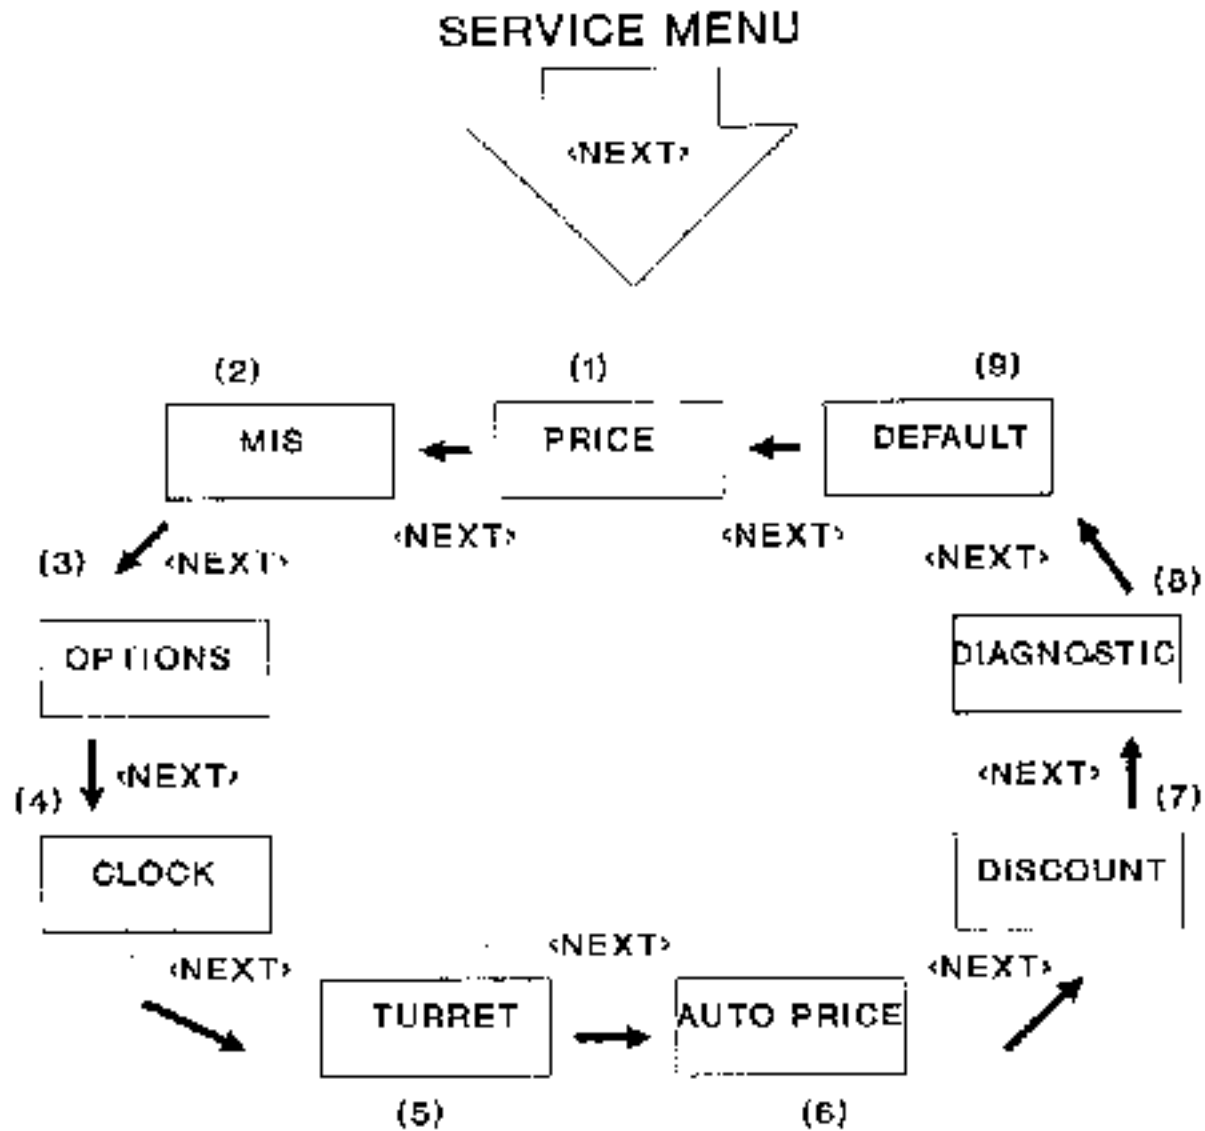 SERVICE MENU
<NEXT>
(2) (1) (9)
MIS PRICE DEFAULT
<NEXT> <NEXT> <NEXT> <NEXT>
(3) (8)
OPTIONS DIAGNOSTIC
<NEXT> <NEXT>
(4) (7)
CLOCK DISCOUNT
<NEXT> <NEXT> <NEXT>
TURRET AUTO PRICE
(5) (6)